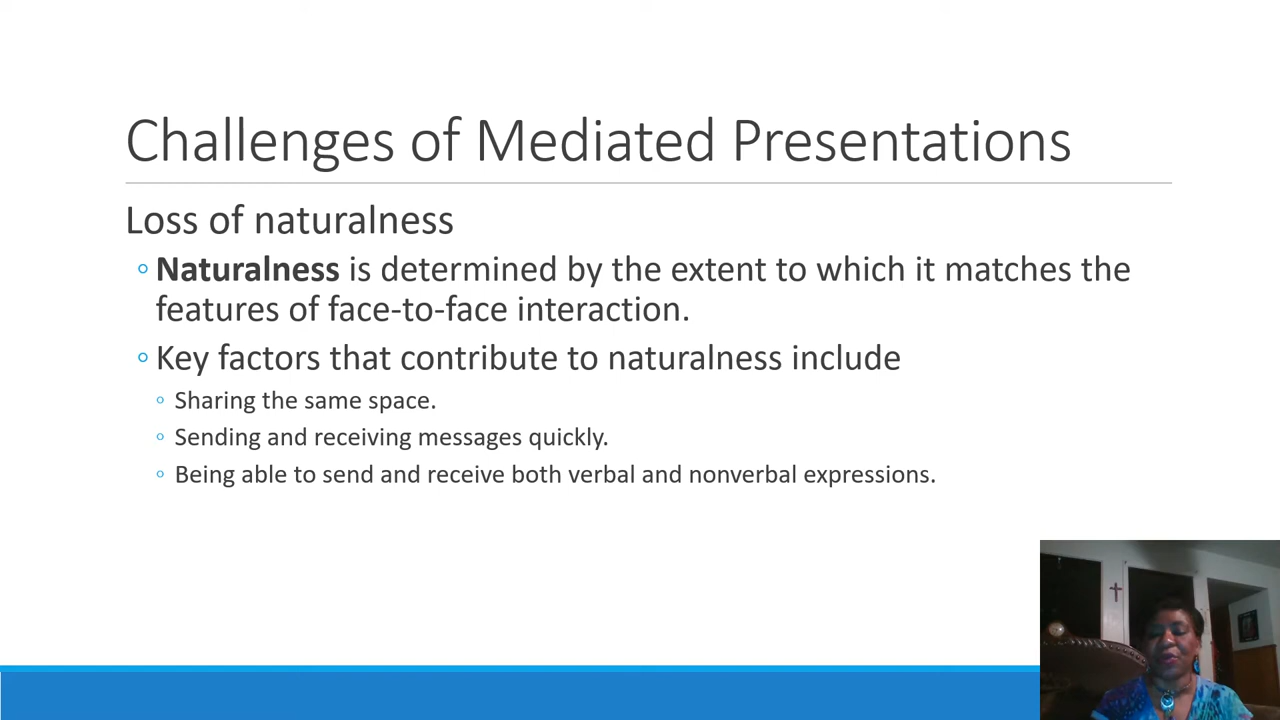 Challenges of Mediated Presentations
Loss of naturalness
Naturalness is determined by the extent to which it matches the
features of face-to-face interaction.
Key factors that contribute to naturalness include
Sharing the same space.
Sending and receiving messages quickly.
Being able to send and receive both verbal and nonverbal expressions.